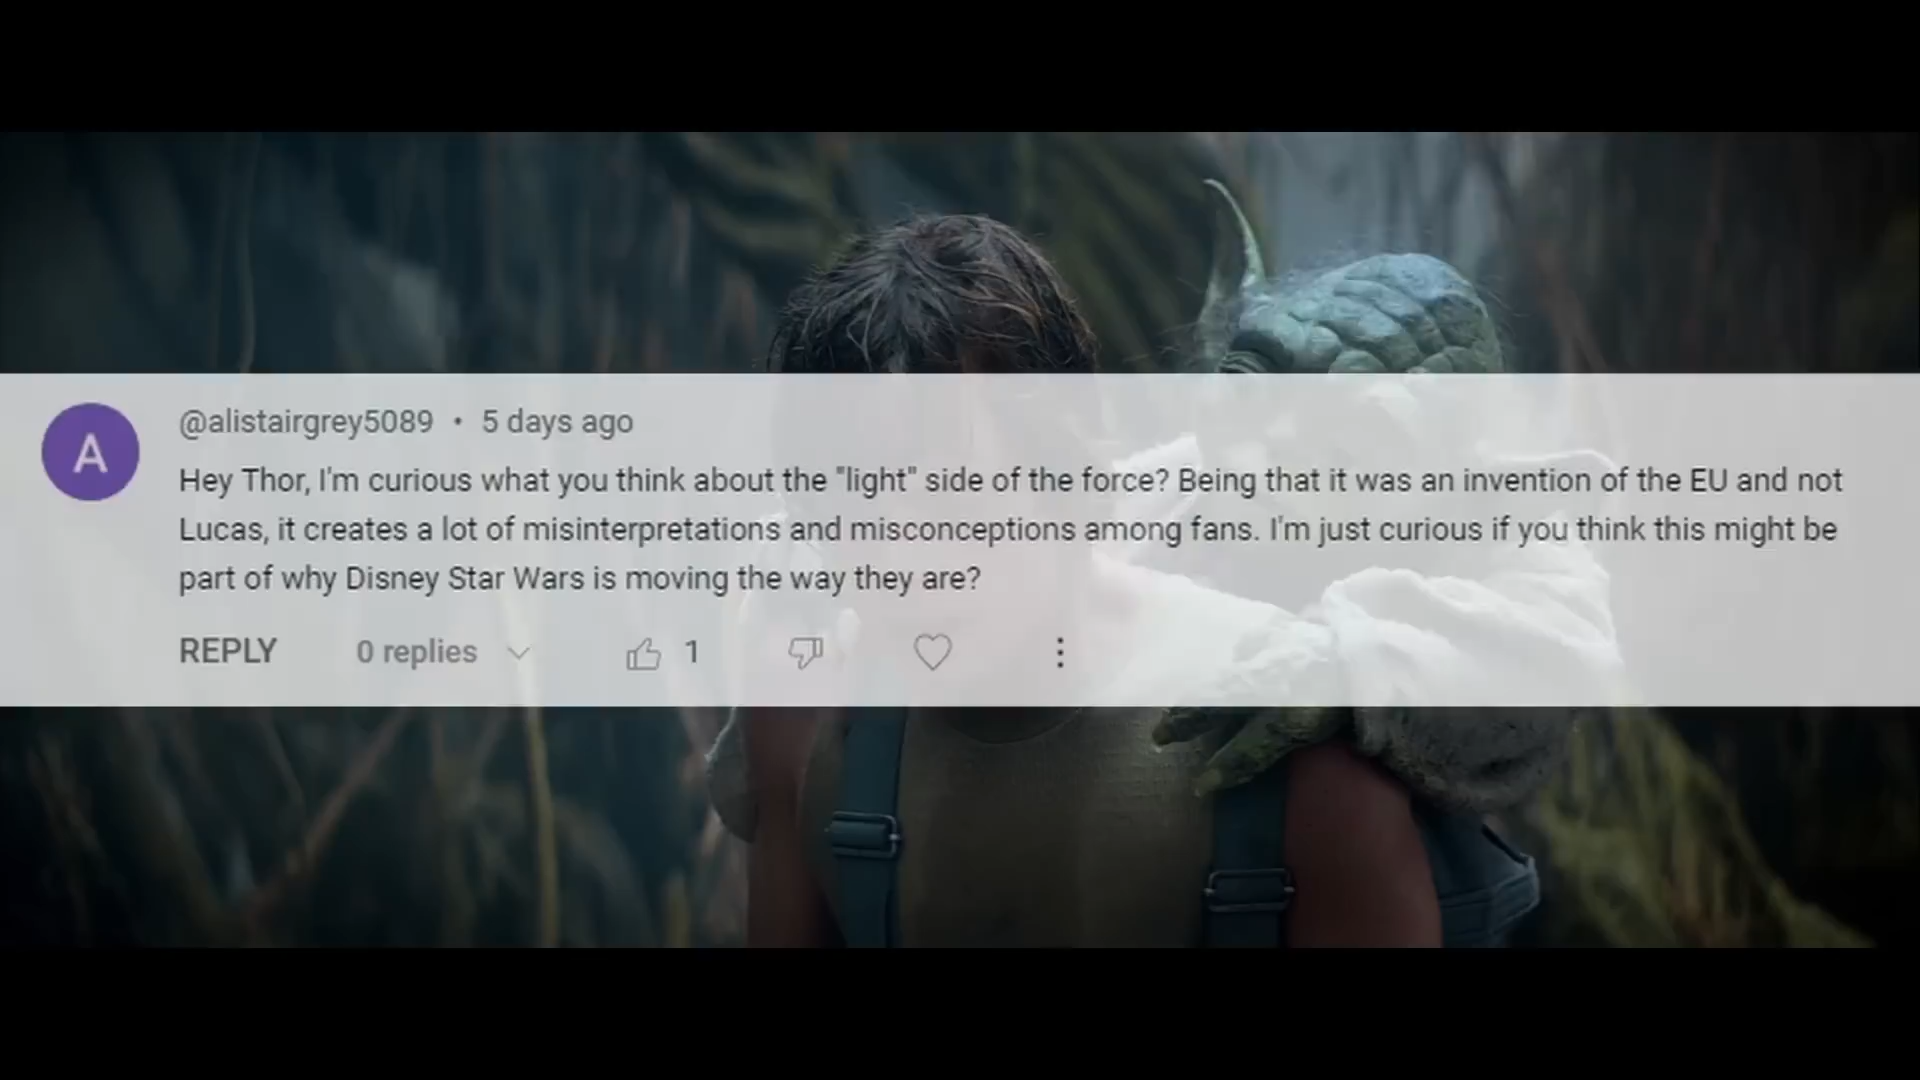 @alistairgrey5089 • 5 days ago
A
Hey Thor, I'm curious what you think about the "light" side of the force? Being that it was an invention of the EU and not
Lucas, it creates a lot of misinterpretations and misconceptions among fans. I'm just curious if you think this might be
part of why Disney Star Wars is moving the way they are?
REPLY 0 replies 1